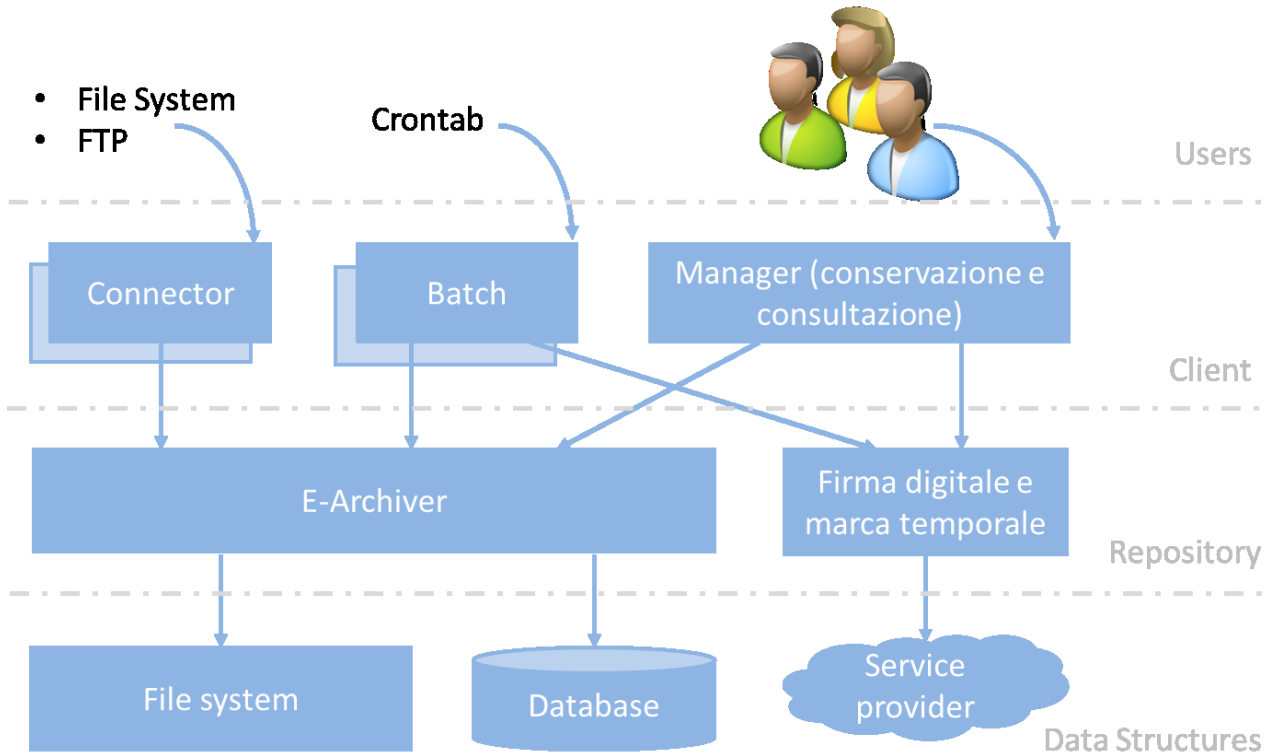 • File System
• FTP
Crontab
Users
Connector
Batch
Manager (conservazione e
consultazione)
Client
E-Archiver
Firma digitale e
marca temporale
Repository
File system
Database
Service
provider
Data Structures